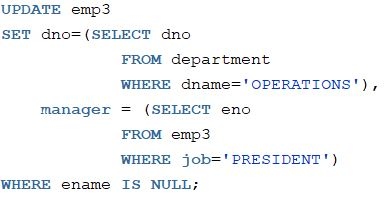 UPDATE emp3
SET dno=(SELECT dno
FROM department
WHERE dname='OPERATIONS'),
manager = (SELECT eno
FROM emp3
WHERE job='PRESIDENT')
WHERE ename IS NULL;